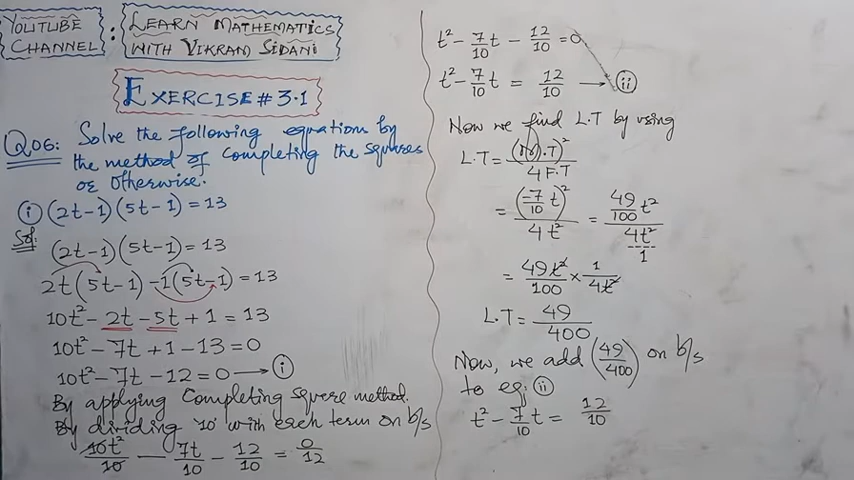 YOUTUBE CHANNEL : LEARN MATHEMATICS WITH VIKRAM SIDANI
EXERCISE # 3.1
Q06: Solve the following equations by
the method of completing the squares
or otherwise.
(i) (2t-1)(5t-1) = 13
Sol:
(2t-1)(5t-1) = 13
2t(5t-1) -1(5t-1) = 13
10t² - 2t - 5t + 1 = 13
10t² - 7t + 1 - 13 = 0
10t² - 7t - 12 = 0 → (i)
By applying Completing squere method.
By dividing '10' with each term on b/s
10t²/10 - 7t/10 - 12/10 = 0/12
t² - 7/10 t - 12/10 = 0
t² - 7/10 t = 12/10 → (ii)
Now we find L.T by using
L.T = (M.T)²/4F.T
= (-7/10 t)²/4t² = 49/100 t² / 4t²/1
= 49t²/100 × 1/4t²
L.T = 49/400
Now, we add (49/400) on b/s
to eq: (ii)
t² - 7/10 t = 12/10